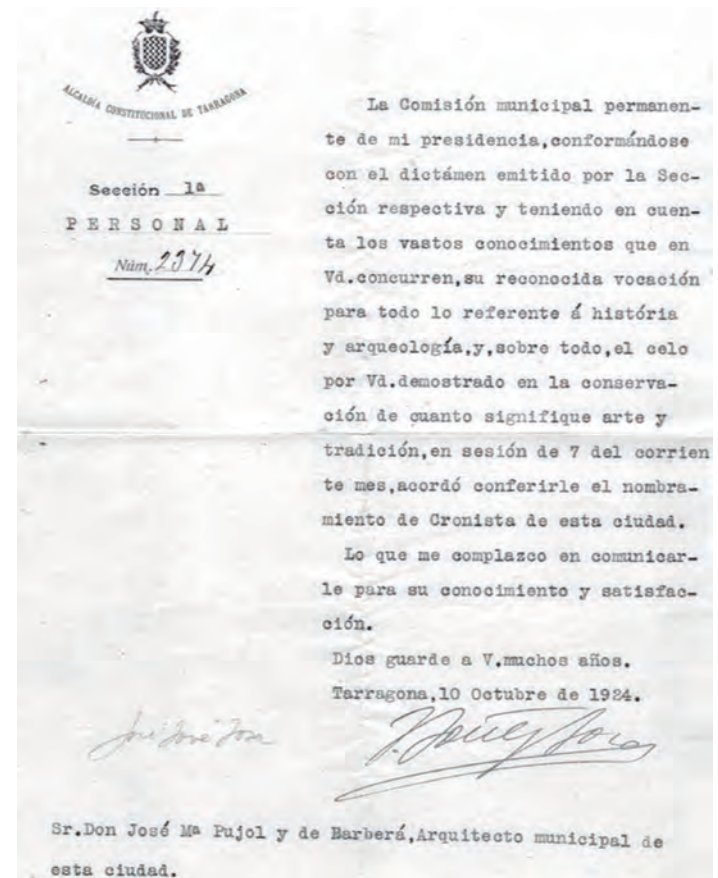 ALCALDÍA CONSTITUCIONAL DE TARRAGONA
Sección 1ª
PERSONAL
Núm. 2374
La Comisión municipal permanen-
te de mi presidencia,conformándose
con el dictámen emitido por la Sec-
ción respectiva y teniendo en cuen-
ta los vastos conocimientos que en
Vd.concurren,su reconocida vocación
para todo lo referente á história
y arqueología,y,sobre todo,el celo
por Vd.demostrado en la conserva-
ción de cuanto signifique arte y
tradición,en sesión de 7 del corrien
te mes,acordó conferirle el nombra-
miento de Cronista de esta ciudad.
Lo que me complazco en comunicar-
le para su conocimiento y satisfac-
ción.
Dios guarde a V.muchos años.
Tarragona,10 Octubre de 1924.
Sr.Don José Mª Pujol y de Barberá,Arquitecto municipal de
esta ciudad.